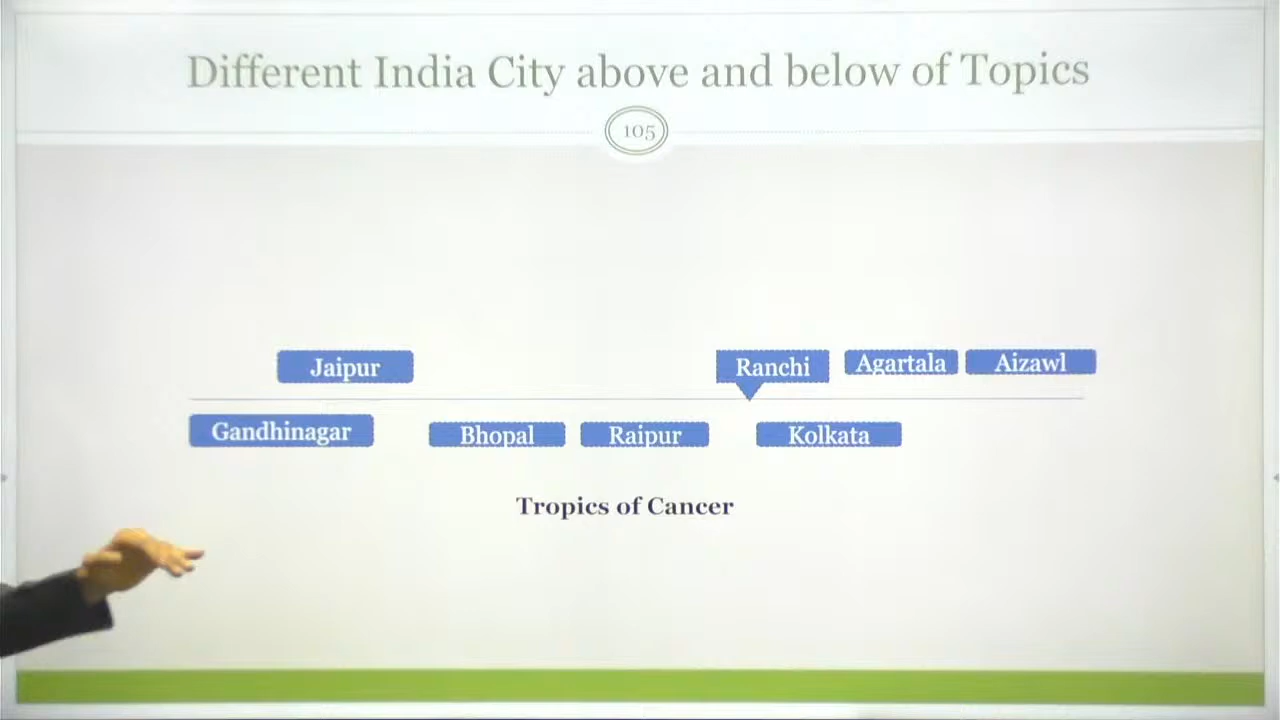 Different India City above and below of Topics
105
Jaipur
Ranchi
Agartala
Aizawl
Gandhinagar
Bhopal
Raipur
Kolkata
Tropics of Cancer